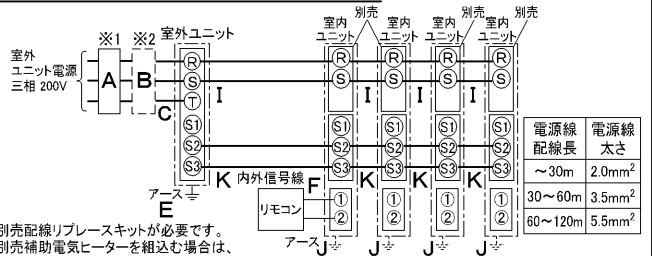 ※1 ※2 室外ユニット
室外
ユニット電源
三相 200V
A
B
C
R
S
T
S1
S2
S3
アース
E
I
K 内外信号線
F
リモコン
別売
別売
別売
室内
ユニット
R
S
S1
S2
S3
①
②
アース J
I
K
室内
ユニット
R
S
S1
S2
S3
①
②
J
I
K
室内
ユニット
R
S
S1
S2
S3
①
②
J
I
K
室内
ユニット
R
S
S1
S2
S3
①
②
J
電源線
配線長
電源線
太さ
～30m 2.0mm²
30～60m 3.5mm²
60～120m 5.5mm²
別売配線リプレースキットが必要です。
別売補助電気ヒーターを組込む場合は、